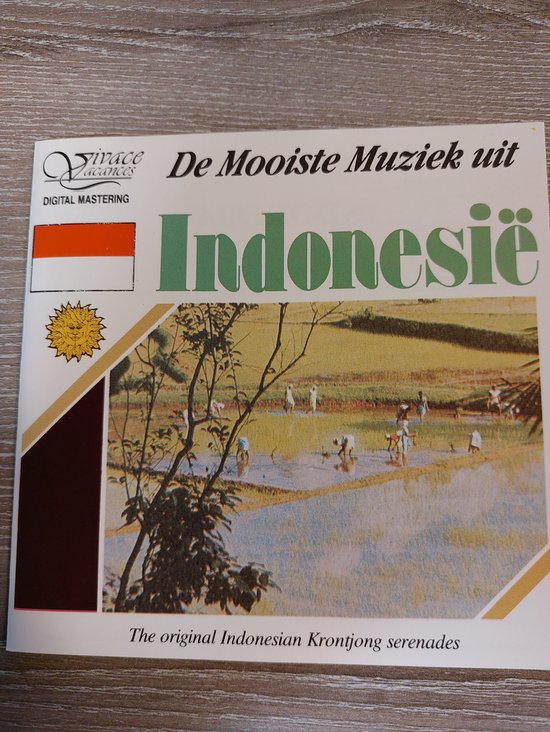 Vivace
Vacances
DIGITAL MASTERING
De Mooiste Muziek uit
Indonesië
The original Indonesian Krontjong serenades